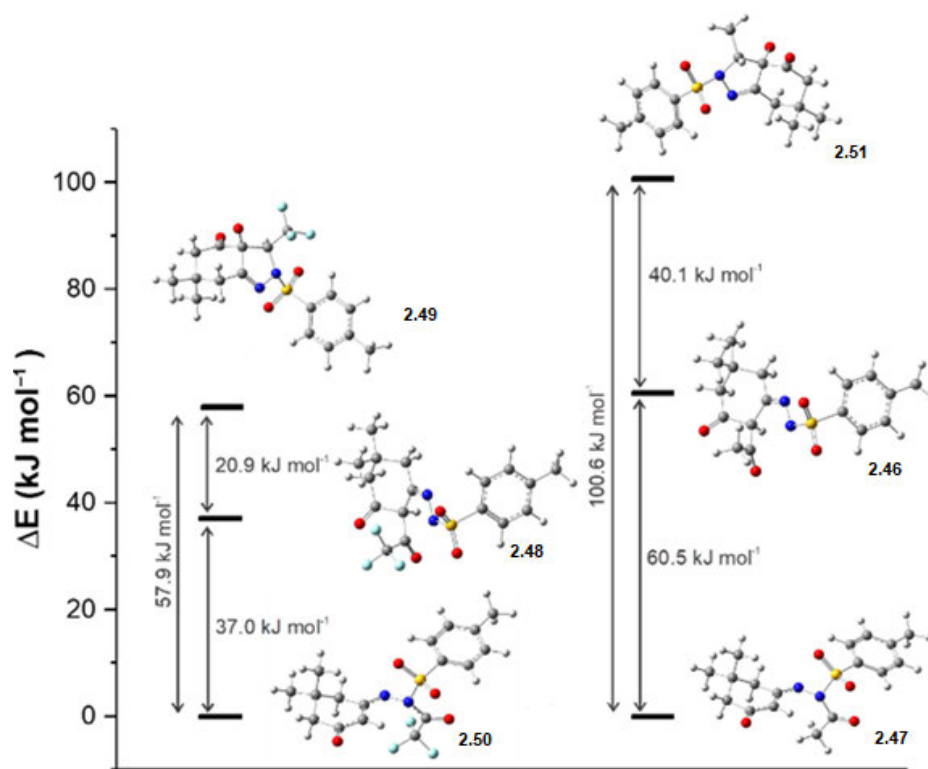 ΔE (kJ mol⁻¹)
100
80
60
40
20
0
2.49
57.9 kJ mol⁻¹
20.9 kJ mol⁻¹
37.0 kJ mol⁻¹
2.48
2.50
2.51
100.6 kJ mol⁻¹
40.1 kJ mol⁻¹
60.5 kJ mol⁻¹
2.46
2.47